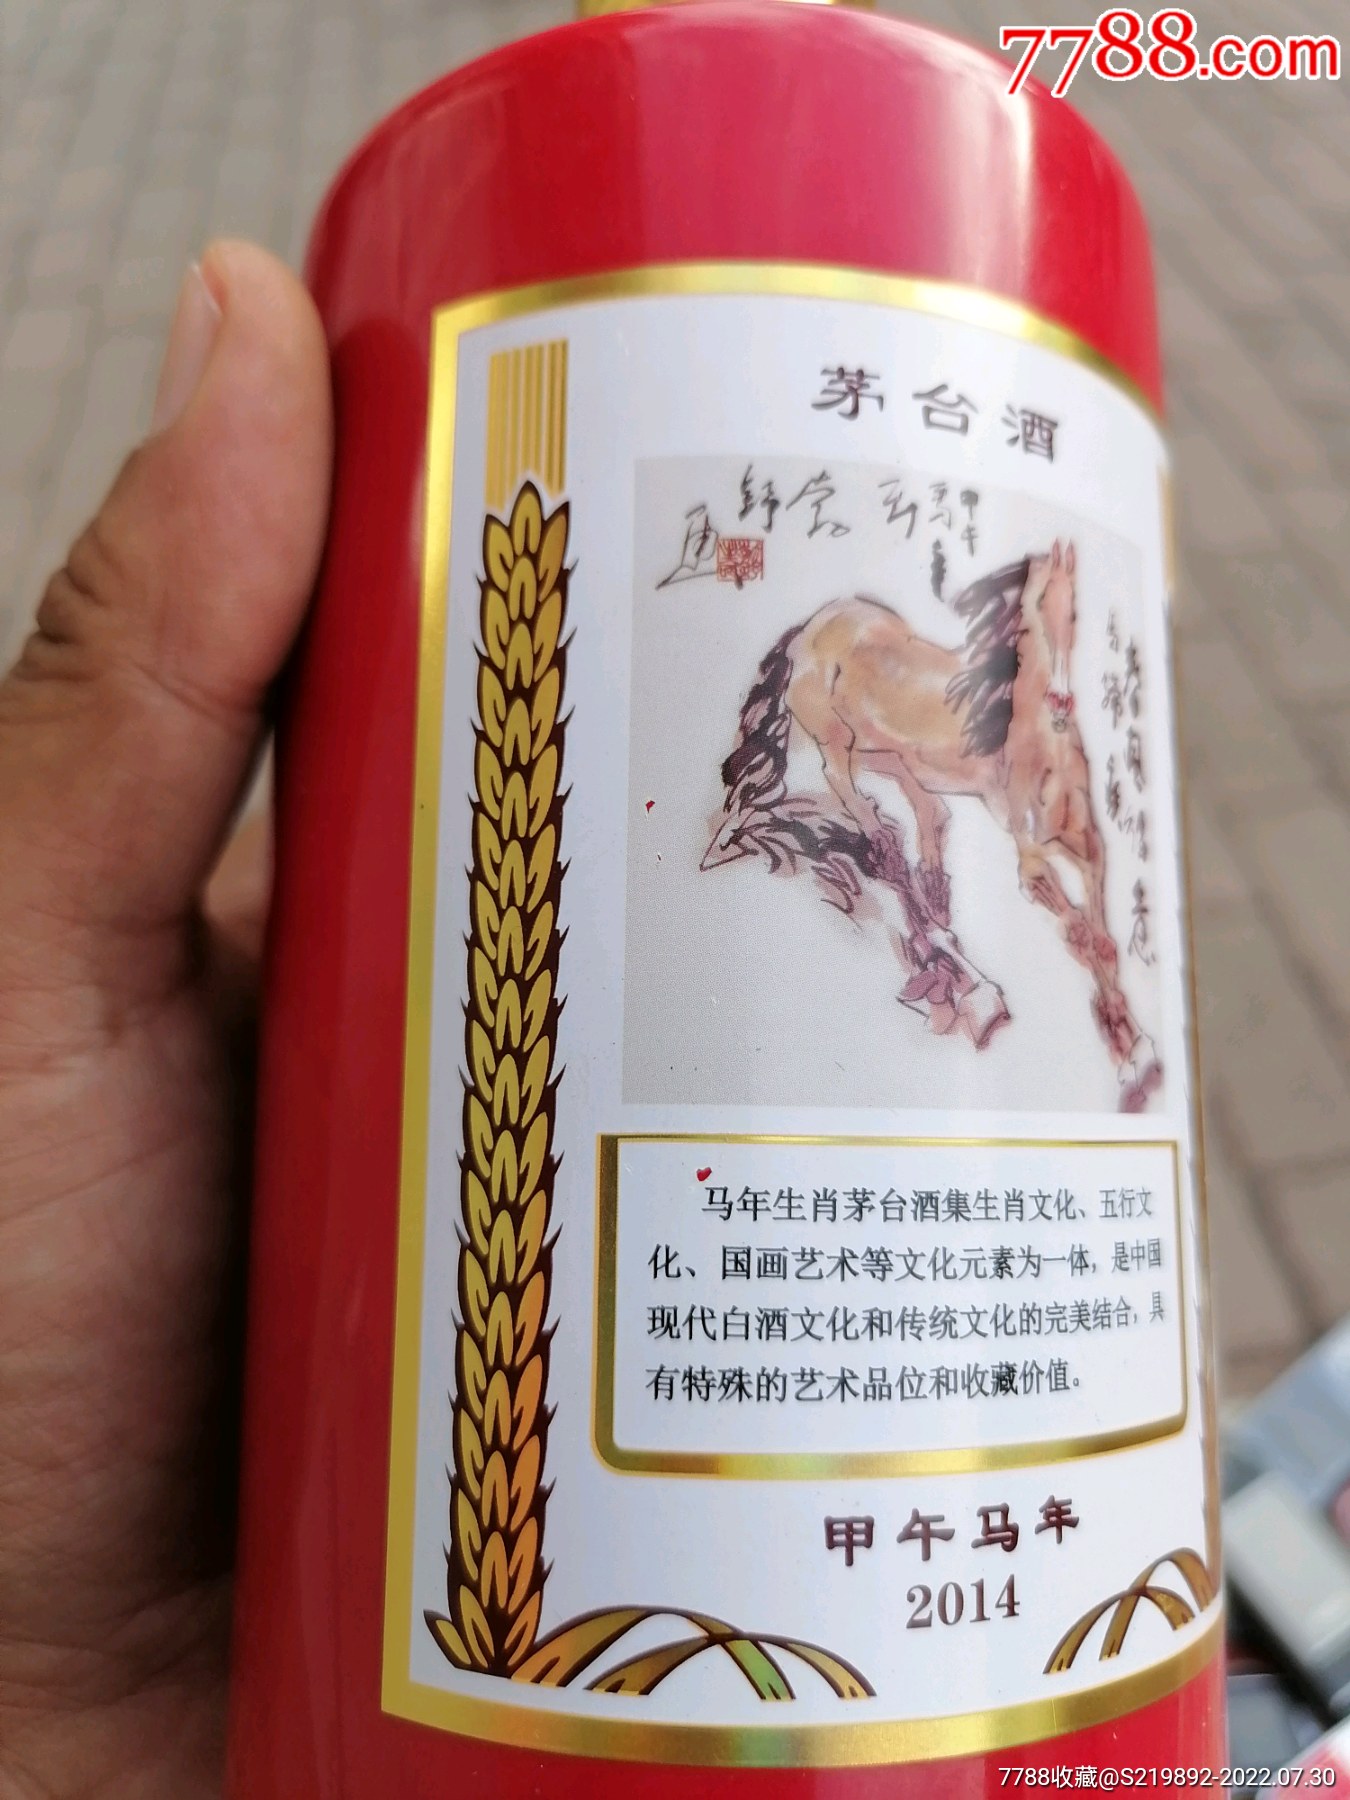 7788.com
茅台酒
甲午
马年生肖茅台酒集生肖文化、五行文
化、国画艺术等文化元素为一体，是中国
现代白酒文化和传统文化的完美结合，具
有特殊的艺术品位和收藏价值。
甲午马年
2014
7788收藏@S219892-2022.07.30